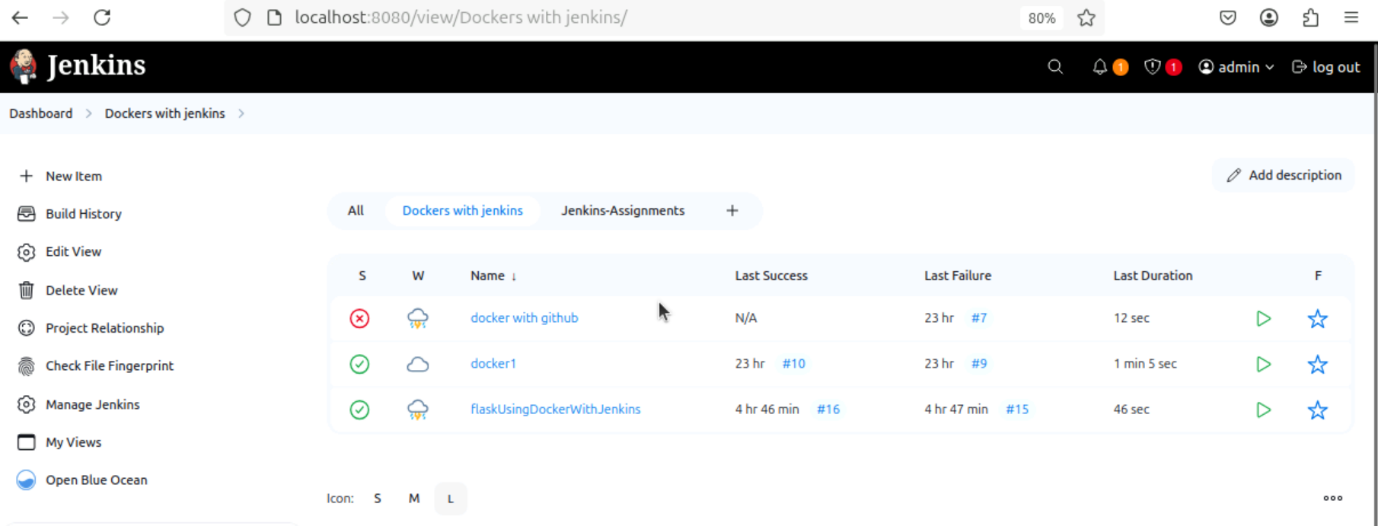 localhost:8080/view/Dockers with jenkins/ 80%
Jenkins 1 1 admin log out
Dashboard Dockers with jenkins
Add description
New Item
Build History
Edit View
Delete View
Project Relationship
Check File Fingerprint
Manage Jenkins
My Views
Open Blue Ocean
All Dockers with jenkins Jenkins-Assignments +
S W Name ↓ Last Success Last Failure Last Duration F
docker with github N/A 23 hr #7 12 sec
docker1 23 hr #10 23 hr #9 1 min 5 sec
flaskUsingDockerWithJenkins 4 hr 46 min #16 4 hr 47 min #15 46 sec
Icon: S M L